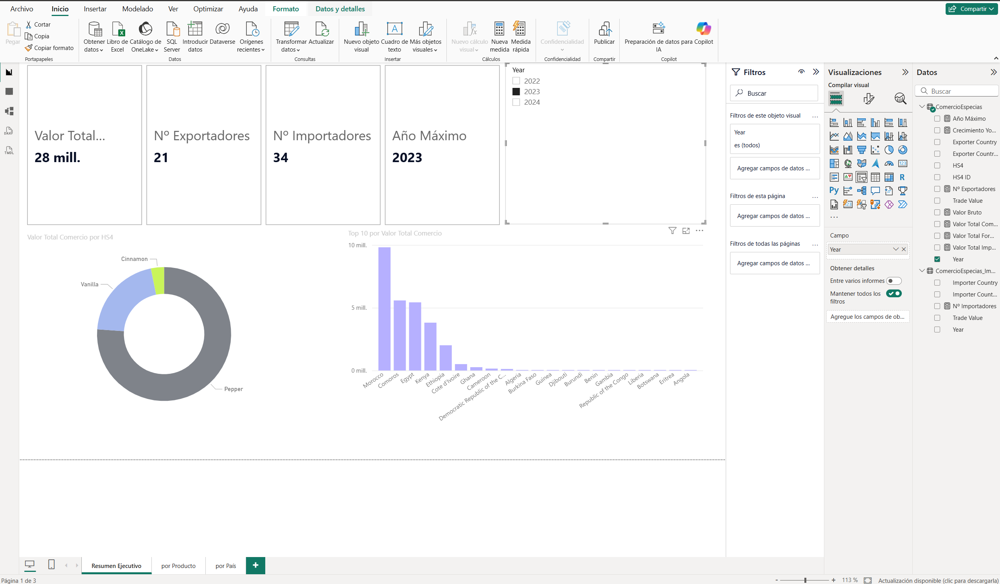 Archivo
Inicio
Insertar
Modelado
Ver
Optimizar
Ayuda
Formato
Datos y detalles
Compartir
Pegar
Cortar
Copia
Copiar formato
Portapapeles
Obtener
datos
Libro de
Excel
Catálogo de
OneLake
SQL
Server
Introducir
datos
Dataverse
Orígenes
recientes
Datos
Transformar
datos
Actualizar
Consultas
Nuevo objeto
visual
Cuadro de
texto
Más objetos
visuales
Insertar
Nuevo cálculo
visual
Nueva
medida
Medida
rápida
Cálculos
Confidencialidad
Confidencialidad
Publicar
Compartir
Preparación de datos para
IA
Copilot
Copilot
DAX
TMDL
Valor Total...
28 mill.
Nº Exportadores
21
Nº Importadores
34
Año Máximo
2023
Year
2022
2023
2024
Valor Total Comercio por HS4
Cinnamon
Vanilla
Pepper
Top 10 por Valor Total Comercio
10 mill.
5 mill.
0 mill.
Morocco
Comoros
Egypt
Kenya
Ethiopia
Cote d'Ivoire
Ghana
Cameroon
Democratic Republic of the C...
Algeria
Burkina Faso
Guinea
Djibouti
Burundi
Benin
Gambia
Republic of the Congo
Liberia
Botswana
Eritrea
Angola
Filtros
Buscar
Filtros de este objeto visual
Year
es (todos)
Agregar campos de datos ...
Filtros de esta página
Agregar campos de datos ...
Filtros de todas las páginas
Agregar campos de datos ...
Visualizaciones
Compilar visual
123
R
Py
123
Campo
Year
Obtener detalles
Entre varios informes
Mantener todos los
filtros
Agregue los campos de ob...
Datos
Buscar
ComercioEspecias
Año Máximo
Crecimiento Yo...
Exporter Country
Exporter Countr...
HS4
HS4 ID
Nº Exportadores
Trade Value
Valor Bruto
Valor Total Com...
Valor Total For...
Valor Total Imp...
Year
ComercioEspecias_Im...
Importer Country
Importer Count...
Nº Importadores
Trade Value
Year
Resumen Ejecutivo
por Producto
por País
+
Página 1 de 3
- + 113 %
Actualización disponible (clic para descargarla)